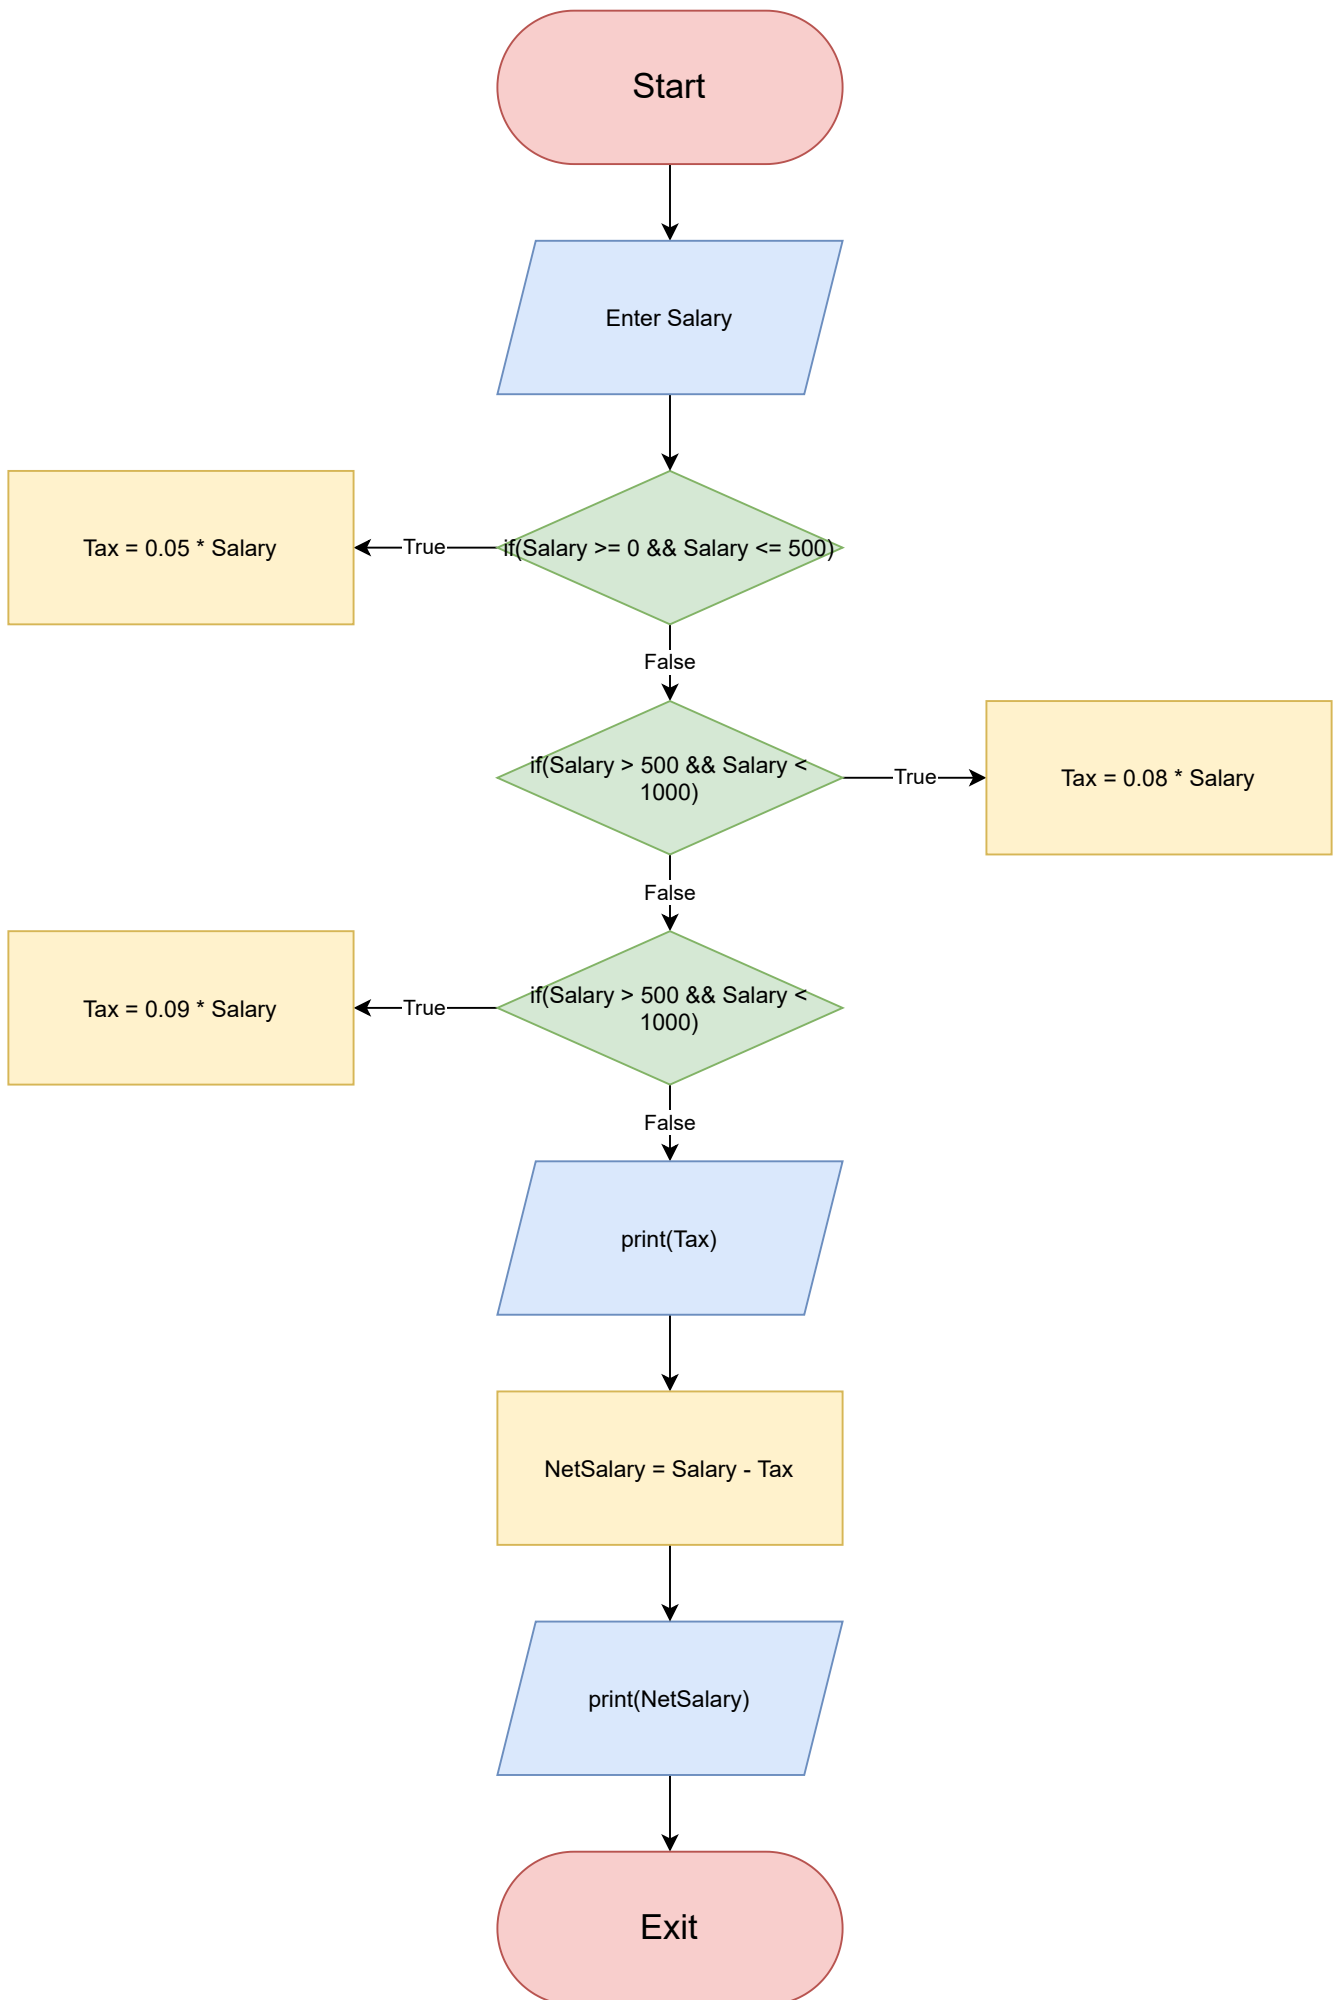 Start
Enter Salary
Tax = 0.05 * Salary
True
if(Salary >= 0 && Salary <= 500)
False
if(Salary > 500 && Salary <
1000)
True
Tax = 0.08 * Salary
False
Tax = 0.09 * Salary
True
if(Salary > 500 && Salary <
1000)
False
print(Tax)
NetSalary = Salary - Tax
print(NetSalary)
Exit